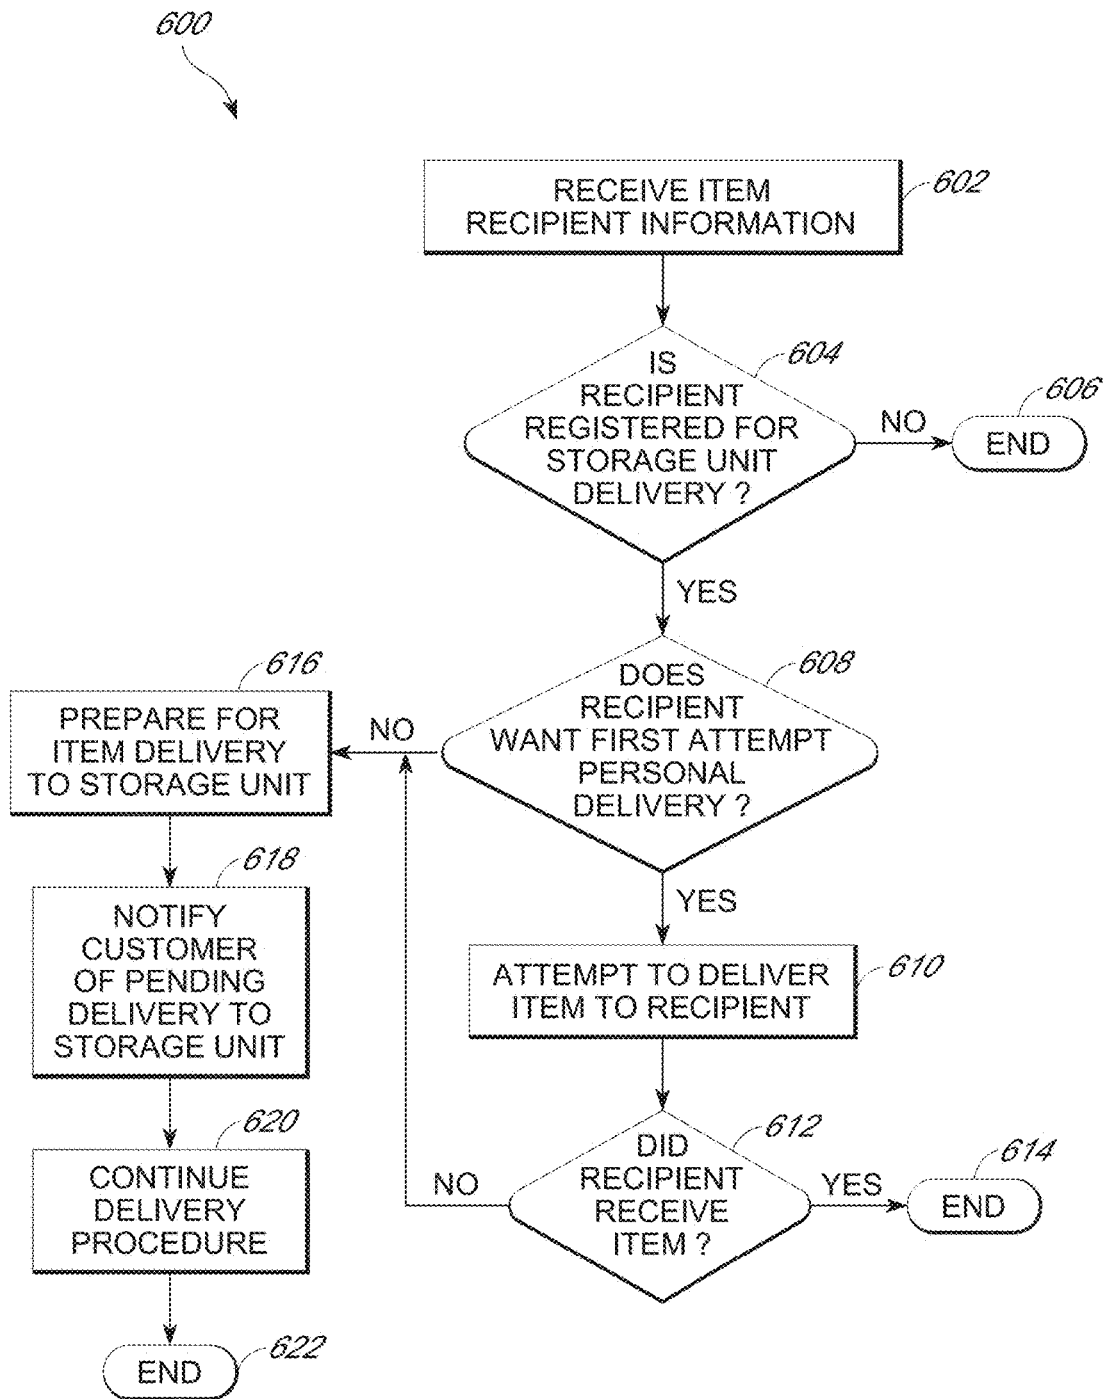 600
RECEIVE ITEM
RECIPIENT INFORMATION
602
IS
RECIPIENT
REGISTERED FOR
STORAGE UNIT
DELIVERY ?
604
NO
END
606
YES
DOES
RECIPIENT
WANT FIRST ATTEMPT
PERSONAL
DELIVERY ?
608
NO
PREPARE FOR
ITEM DELIVERY
TO STORAGE UNIT
616
NOTIFY
CUSTOMER
OF PENDING
DELIVERY TO
STORAGE UNIT
618
YES
ATTEMPT TO DELIVER
ITEM TO RECIPIENT
610
DID
RECIPIENT
RECEIVE
ITEM ?
612
NO
YES
END
614
CONTINUE
DELIVERY
PROCEDURE
620
END
622